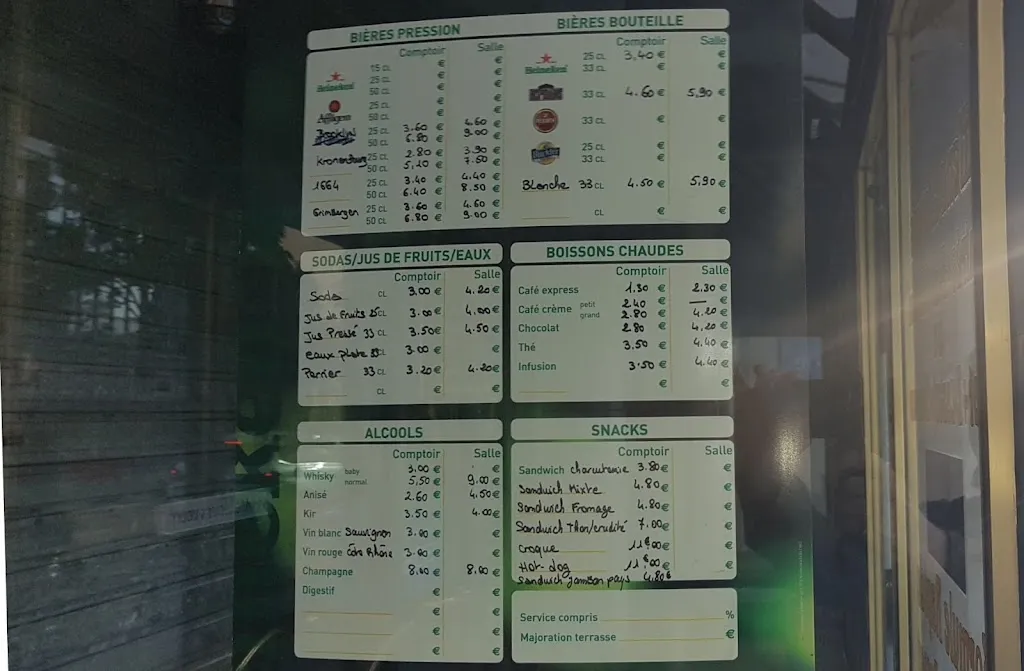 BIÈRES PRESSION
Comptoir Salle
Heineken 15 CL € €
25 CL € €
50 CL € €
Affligem 25 CL € €
50 CL € €
Brooklyn 25 CL 3.60 € 4.60 €
50 CL 6.80 € 9.00 €
Kronenbourg 25 CL 2.80 € 3.90 €
50 CL 5,10 € 7.50 €
1664 25 CL 3.40 € 4,40 €
50 CL 6.40 € 8.50 €
Grimbergen 25 CL 3.60 € 4.60 €
50 CL 6.80 € 9.00 €
BIÈRES BOUTEILLE
Comptoir Salle
Heineken 25 CL 3,40 € €
33 CL € €
33 CL 4.60 € 5,90 €
33 CL € €
25 CL € €
33 CL € €
Blanche 33 CL 4.50 € 5,90 €
CL € €
SODAS/JUS DE FRUITS/EAUX
Comptoir Salle
Soda CL 3.00 € 4.20 €
Jus de Fruits 25 CL 3.00 € 4,00 €
Jus Pressé 33 CL 3.50 € 4.50 €
eaux plate CL 3.00 € €
Perrier 33 CL 3.20 € 4.20 €
CL € €
BOISSONS CHAUDES
Comptoir Salle
Café express 1.30 € 2.30 €
Café crème petit 2.40 € — €
grand 2.80 € 4.20 €
Chocolat 2.80 € 4,20 €
Thé 3.50 € 4.40 €
Infusion 3.50 € 4.40 €
€ €
ALCOOLS
Comptoir Salle
Whisky baby 3.00 € €
normal 5,50 € 9.00 €
Anisé 2.60 € 4,50 €
Kir 3.50 € 4.00 €
Vin blanc Sauvignon 3.00 € €
Vin rouge Côte Rhône 3.00 € €
Champagne 8,00 € 8,00 €
Digestif € €
€ €
€ €
€ €
SNACKS
Comptoir Salle
Sandwich charcuterie 3.80 € €
Sandwich Mixte 4.80 € €
Sandwich Fromage 4.80 € €
Sandwich Thon/crudité 7,00 € €
Croque 11,00 € €
Hot-dog 11,00 € €
Sandwich Jambon pays 4.80 €
Service compris %
Majoration terrasse €